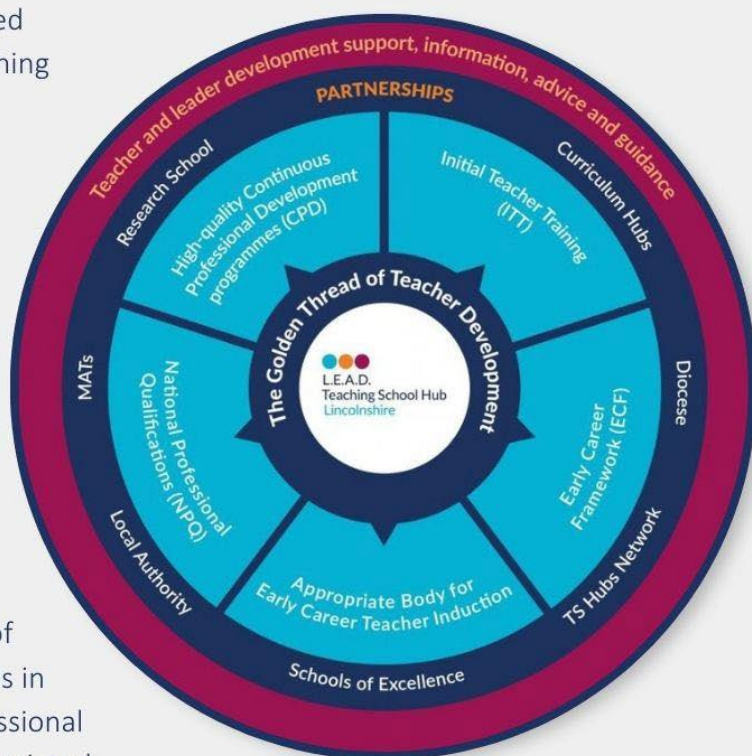 ed
ning
Teacher and leader development support, information, advice and guidance
PARTNERSHIPS
Research School
Curriculum Hubs
MATs
Diocese
Local Authority
TS Hubs Network
Schools of Excellence
High-quality Continuous
Professional Development
programmes (CPD)
Initial Teacher Training
(ITT)
National Professional
Qualifications (NPQ)
Early Career
Framework (ECF)
Appropriate Body for
Early Career Teacher Induction
The Golden Thread of Teacher Development
L.E.A.D.
Teaching School Hub
Lincolnshire
of
s in
ssional